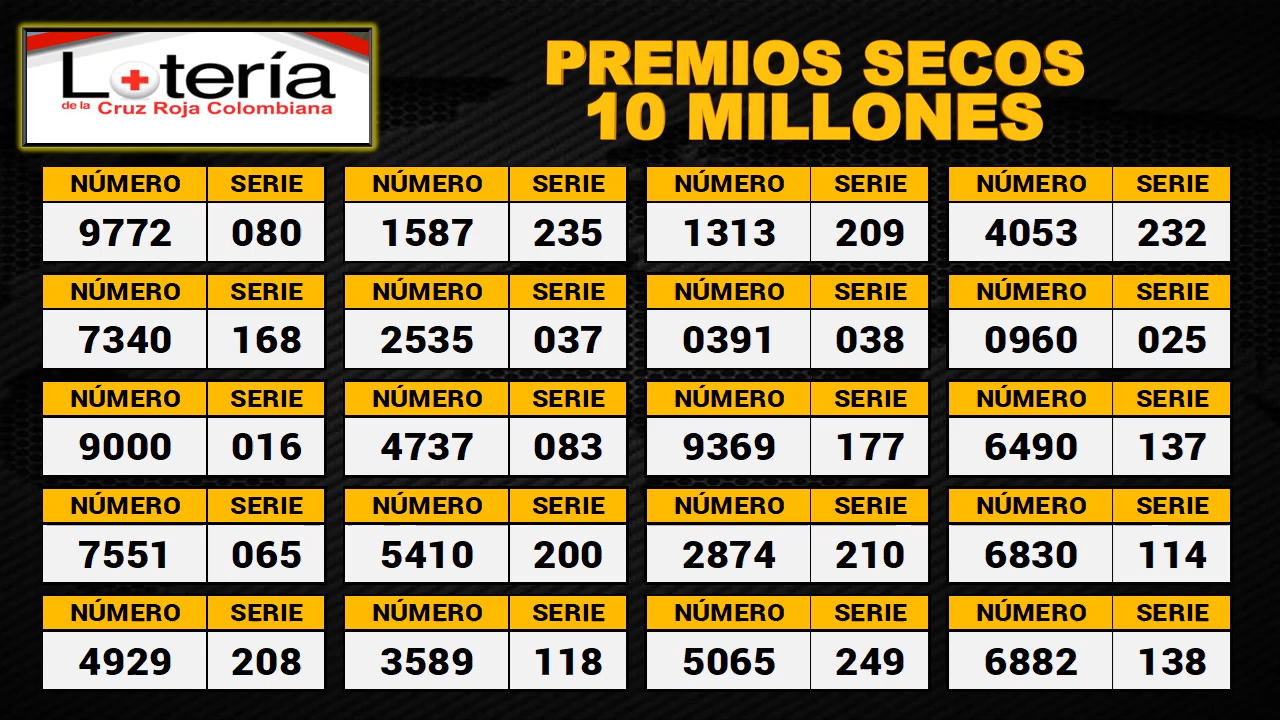 Lotería
de la Cruz Roja Colombiana
PREMIOS SECOS
10 MILLONES
NÚMERO SERIE NÚMERO SERIE NÚMERO SERIE NÚMERO SERIE
9772 080 1587 235 1313 209 4053 232
NÚMERO SERIE NÚMERO SERIE NÚMERO SERIE NÚMERO SERIE
7340 168 2535 037 0391 038 0960 025
NÚMERO SERIE NÚMERO SERIE NÚMERO SERIE NÚMERO SERIE
9000 016 4737 083 9369 177 6490 137
NÚMERO SERIE NÚMERO SERIE NÚMERO SERIE NÚMERO SERIE
7551 065 5410 200 2874 210 6830 114
NÚMERO SERIE NÚMERO SERIE NÚMERO SERIE NÚMERO SERIE
4929 208 3589 118 5065 249 6882 138